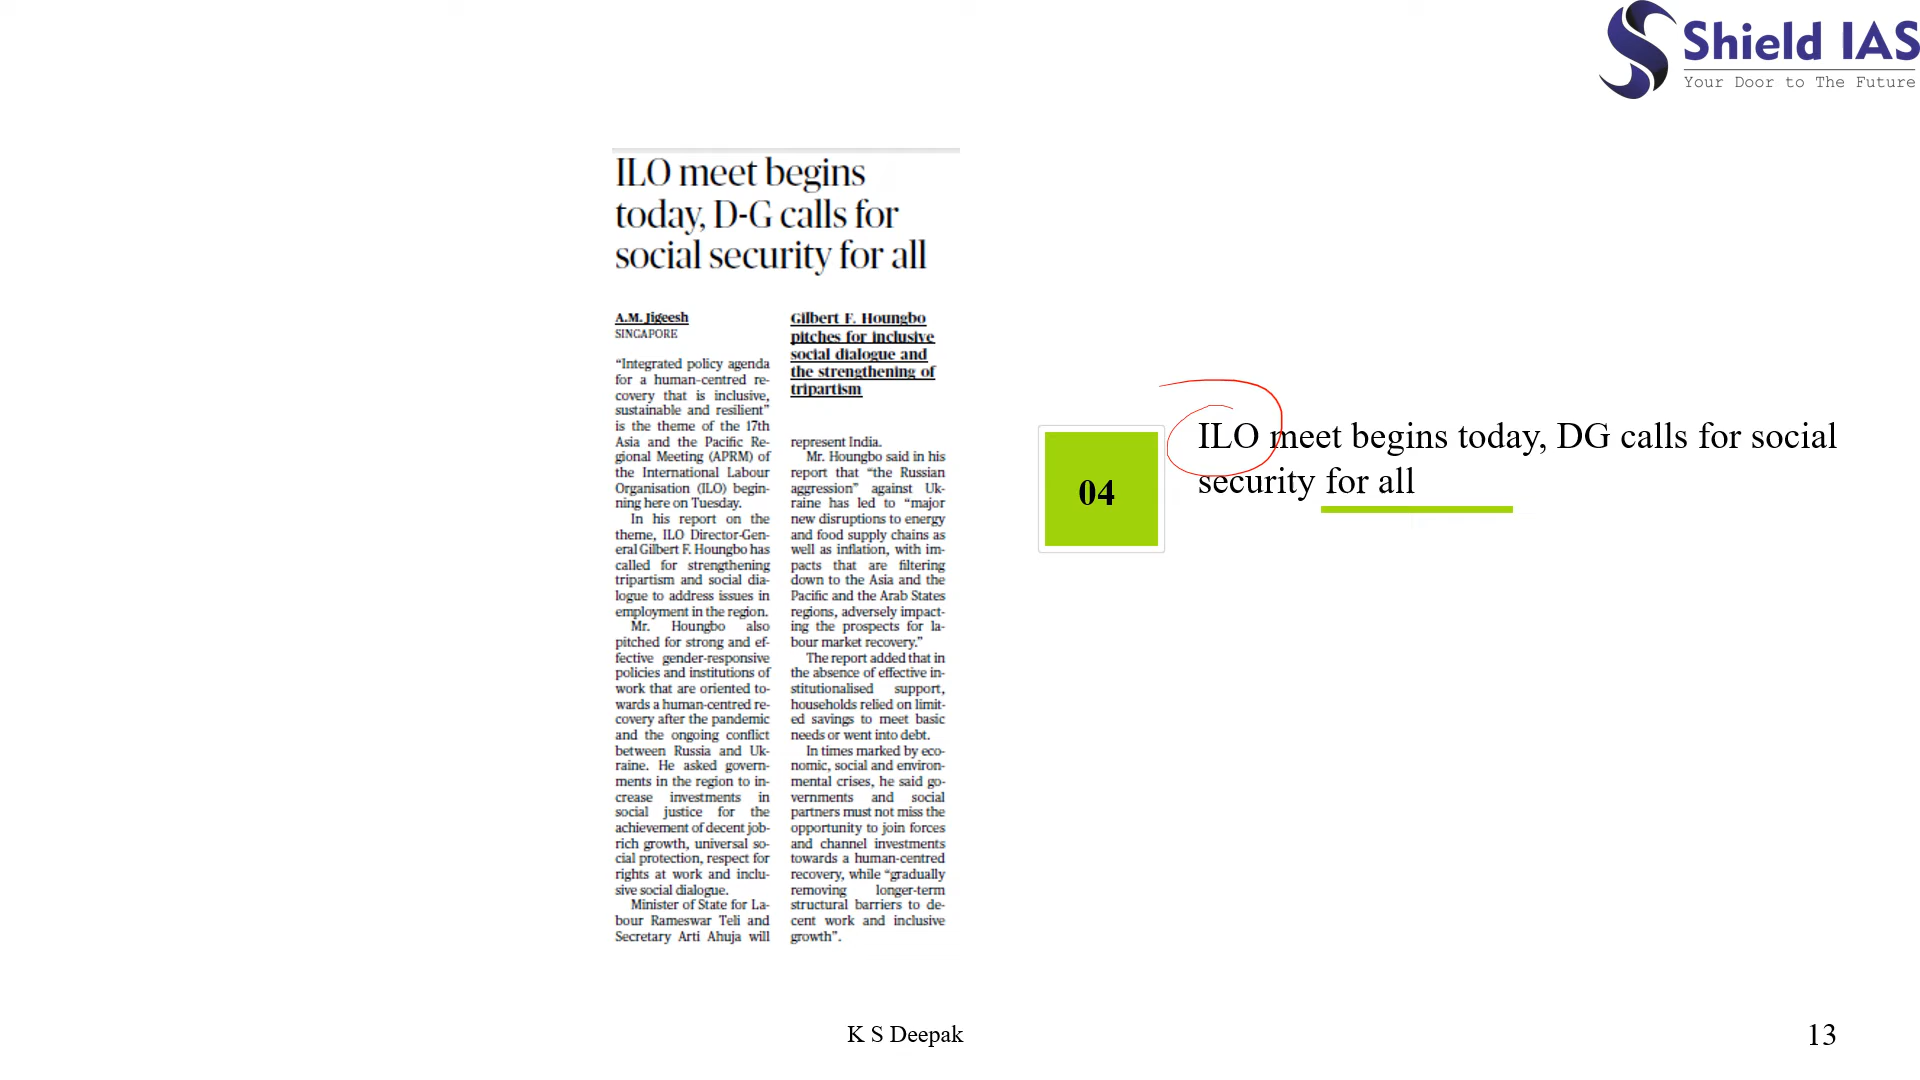 Shield IAS
Your Door to The Future
ILO meet begins
today, D-G calls for
social security for all
A.M. Jigeesh
SINGAPORE
“Integrated policy agenda
for a human-centred re-
covery that is inclusive,
sustainable and resilient”
is the theme of the 17th
Asia and the Pacific Re-
gional Meeting (APRM) of
the International Labour
Organisation (ILO) begin-
ning here on Tuesday.
In his report on the
theme, ILO Director-Gen-
eral Gilbert F. Houngbo has
called for strengthening
tripartism and social dia-
logue to address issues in
employment in the region.
Mr. Houngbo also
pitched for strong and ef-
fective gender-responsive
policies and institutions of
work that are oriented to-
wards a human-centred re-
covery after the pandemic
and the ongoing conflict
between Russia and Uk-
raine. He asked govern-
ments in the region to in-
crease investments in
social justice for the
achievement of decent job-
rich growth, universal so-
cial protection, respect for
rights at work and inclu-
sive social dialogue.
Minister of State for La-
bour Rameswar Teli and
Secretary Arti Ahuja will
Gilbert F. Houngbo
pitches for inclusive
social dialogue and
the strengthening of
tripartism
represent India.
Mr. Houngbo said in his
report that “the Russian
aggression” against Uk-
raine has led to “major
new disruptions to energy
and food supply chains as
well as inflation, with im-
pacts that are filtering
down to the Asia and the
Pacific and the Arab States
regions, adversely impact-
ing the prospects for la-
bour market recovery.”
The report added that in
the absence of effective in-
stitutionalised support,
households relied on limit-
ed savings to meet basic
needs or went into debt.
In times marked by eco-
nomic, social and environ-
mental crises, he said go-
vernments and social
partners must not miss the
opportunity to join forces
and channel investments
towards a human-centred
recovery, while “gradually
removing longer-term
structural barriers to de-
cent work and inclusive
growth”.
04
ILO meet begins today, DG calls for social
security for all
K S Deepak
13